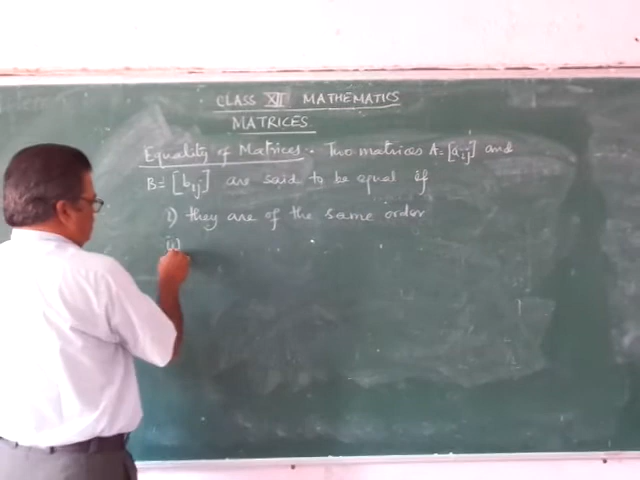 CLASS XII MATHEMATICS
MATRICES.
Equality of Matrices. Two matrices A = [aij] and
B = [bij] are said to be equal if
i) they are of the same order
ii)